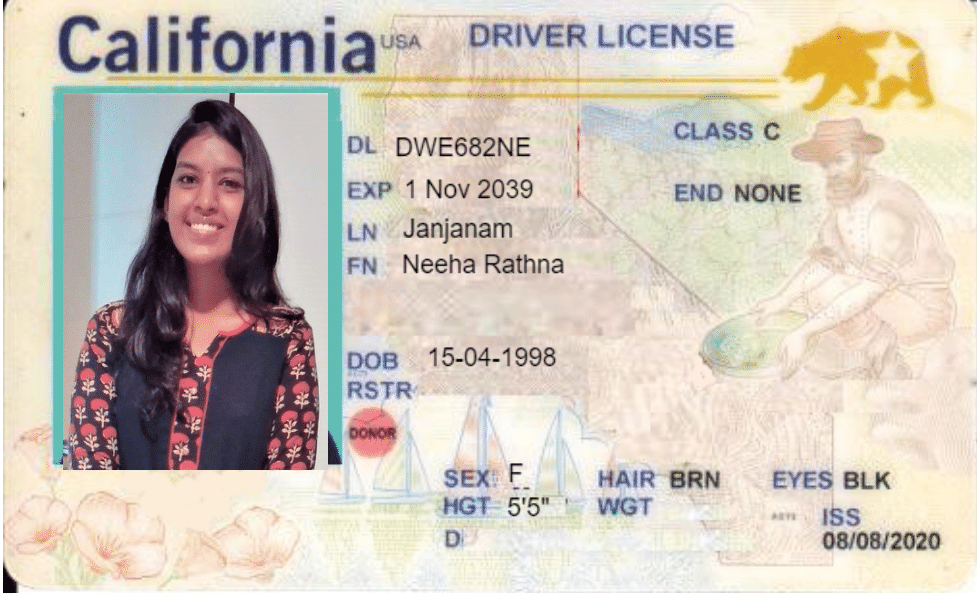 California USA DRIVER LICENSE
DL DWE682NE
CLASS C
EXP 1 Nov 2039
END NONE
LN Janjanam
FN Neeha Rathna
DOB 15-04-1998
RSTR
DONOR
SEX F HAIR BRN EYES BLK
HGT 5'5" WGT
ISS
08/08/2020